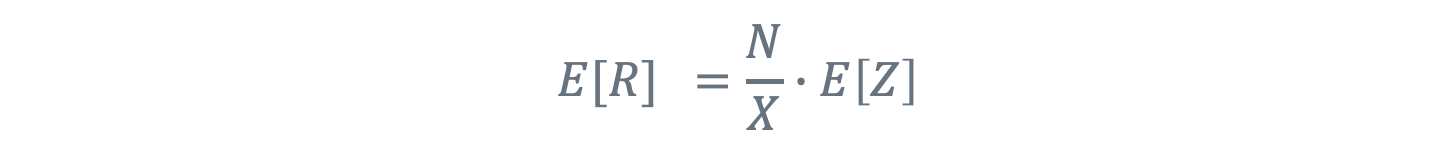 E[R] = N/X · E[Z]